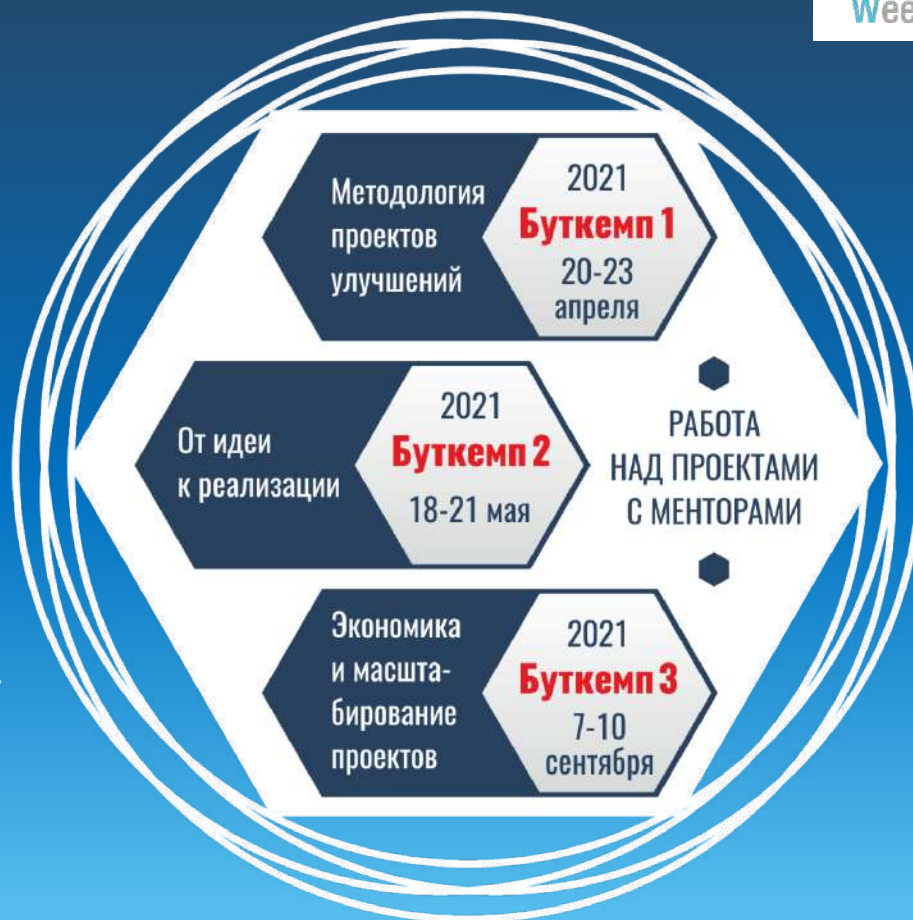 Wee
Методология
проектов
улучшений
2021
Буткемп 1
20-23
апреля
От идеи
к реализации
2021
Буткемп 2
18-21 мая
РАБОТА
НАД ПРОЕКТАМИ
С МЕНТОРАМИ
Экономика
и масшта-
бирование
проектов
2021
Буткемп 3
7-10
сентября